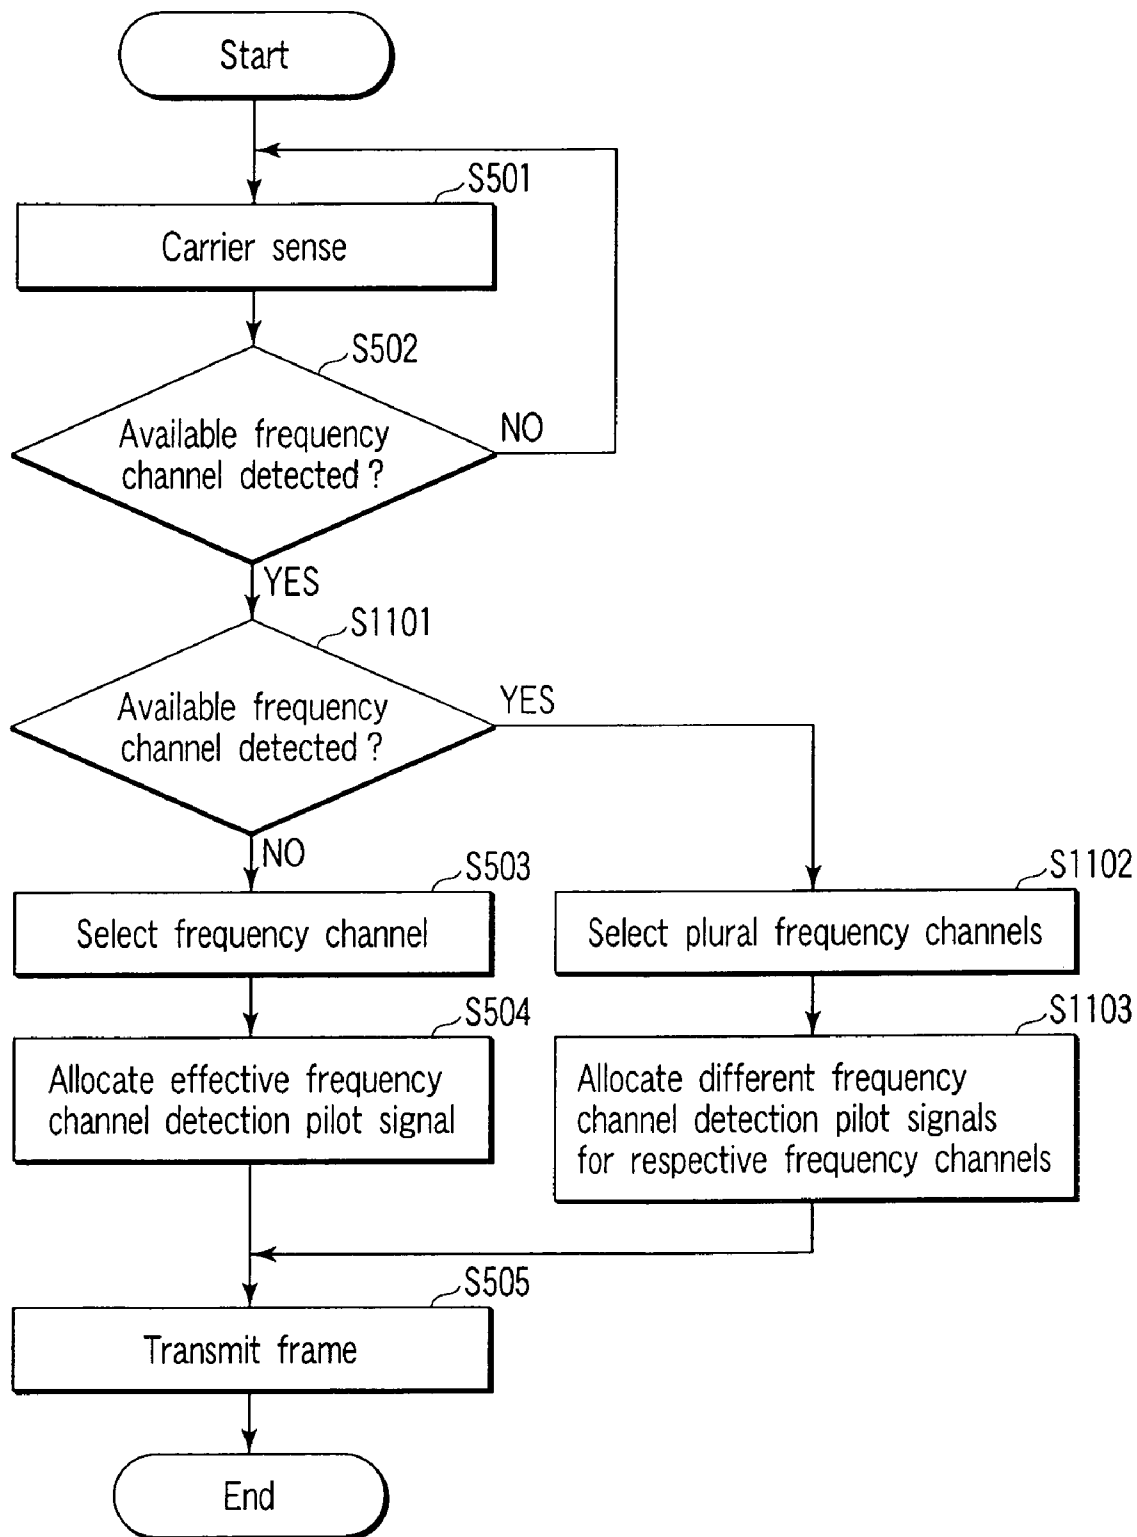 Start
S501
Carrier sense
S502
Available frequency
channel detected ?
NO
YES
S1101
Available frequency
channel detected ?
YES
NO
S503
Select frequency channel
S1102
Select plural frequency channels
S504
Allocate effective frequency
channel detection pilot signal
S1103
Allocate different frequency
channel detection pilot signals
for respective frequency channels
S505
Transmit frame
End